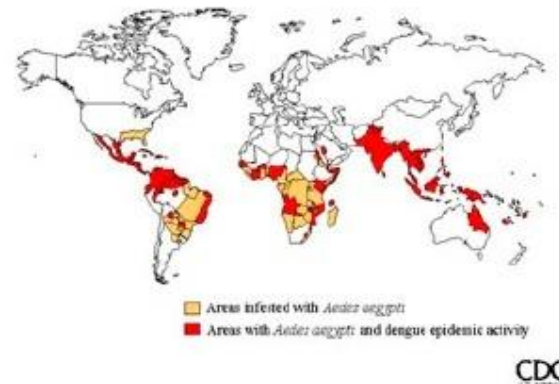 Areas infested with Aedes aegypti
Areas with Aedes aegypti and dengue epidemic activity
CDC